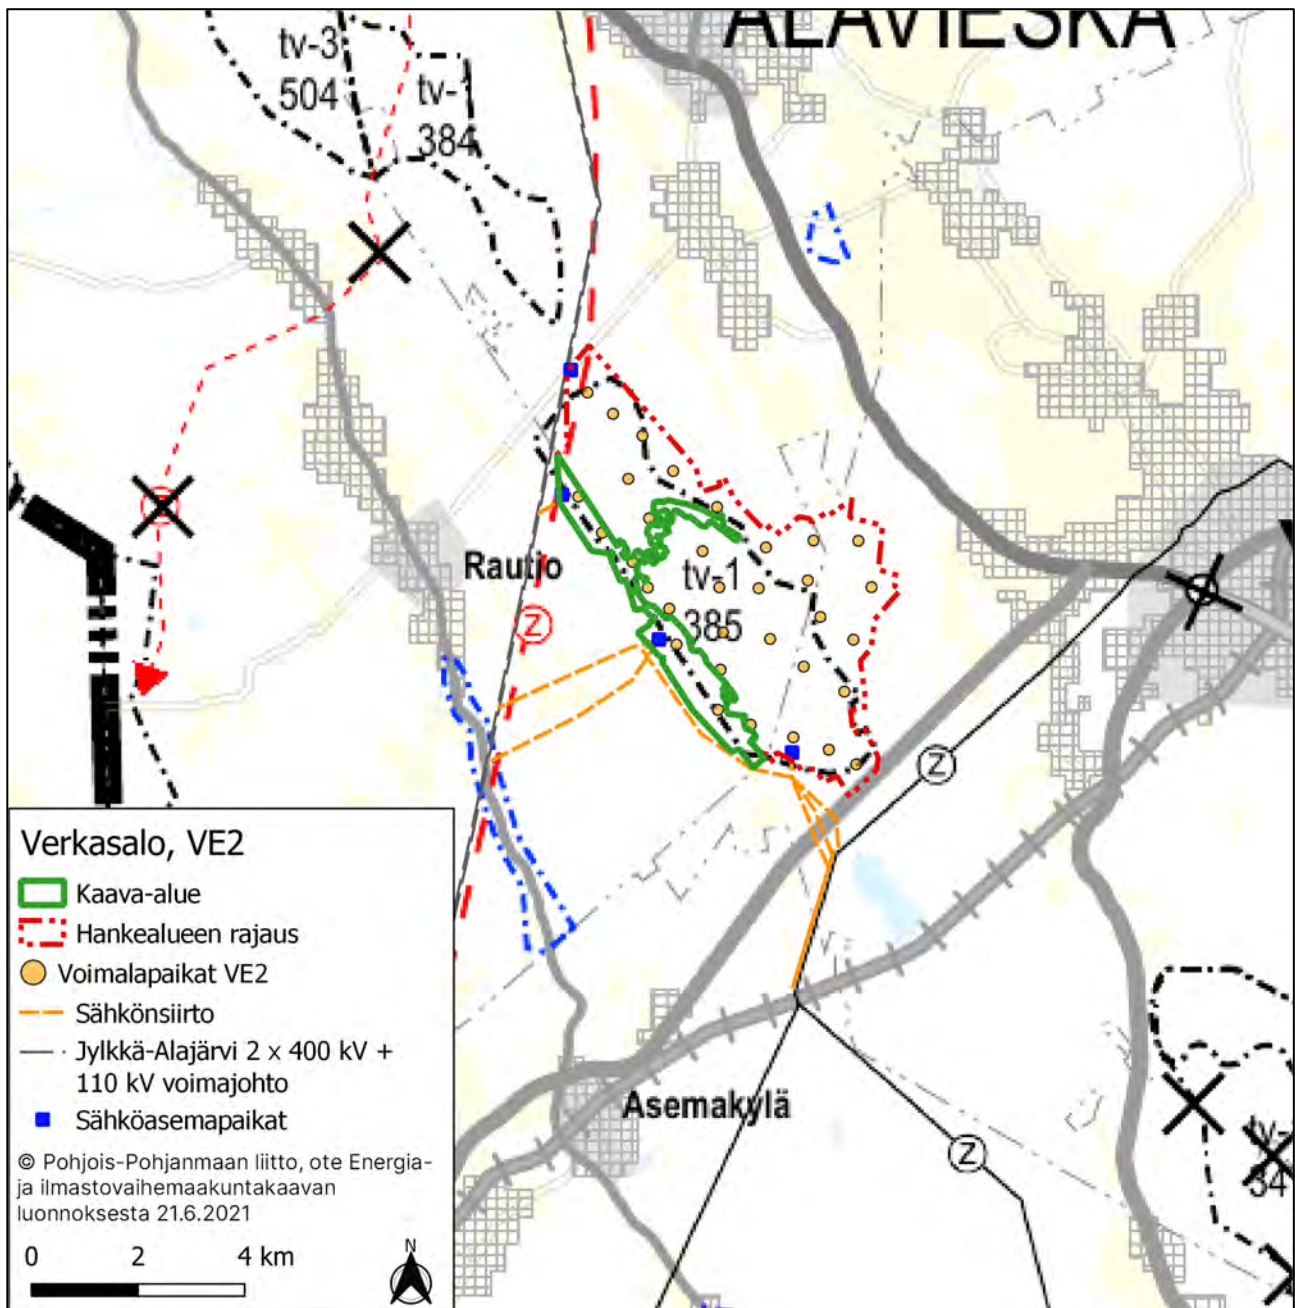 ALAVIESKA
tv-3
504
tv-
384
Rautio
tv-1
385
Z
Z
Asemakylä
Z
tv-
34
Verkasalo, VE2
Kaava-alue
Hankealueen rajaus
Voimalapaikat VE2
Sähkönsiirto
Jylkkä-Alajärvi 2 x 400 kV +
110 kV voimajohto
Sähköasemapaikat
© Pohjois-Pohjanmaan liitto, ote Energia-
ja ilmastovaihemaakuntakaavan
luonnoksesta 21.6.2021
0 2 4 km
N